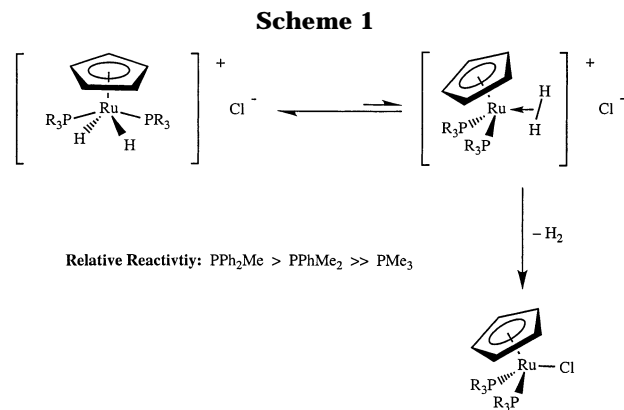 Scheme 1
+
Cl⁻
Ru
R₃P
PR₃
H
H
+
Cl⁻
Ru
H
H
R₃P
R₃P
– H₂
Relative Reactivtiy: PPh₂Me > PPhMe₂ >> PMe₃
Ru
Cl
R₃P
R₃P